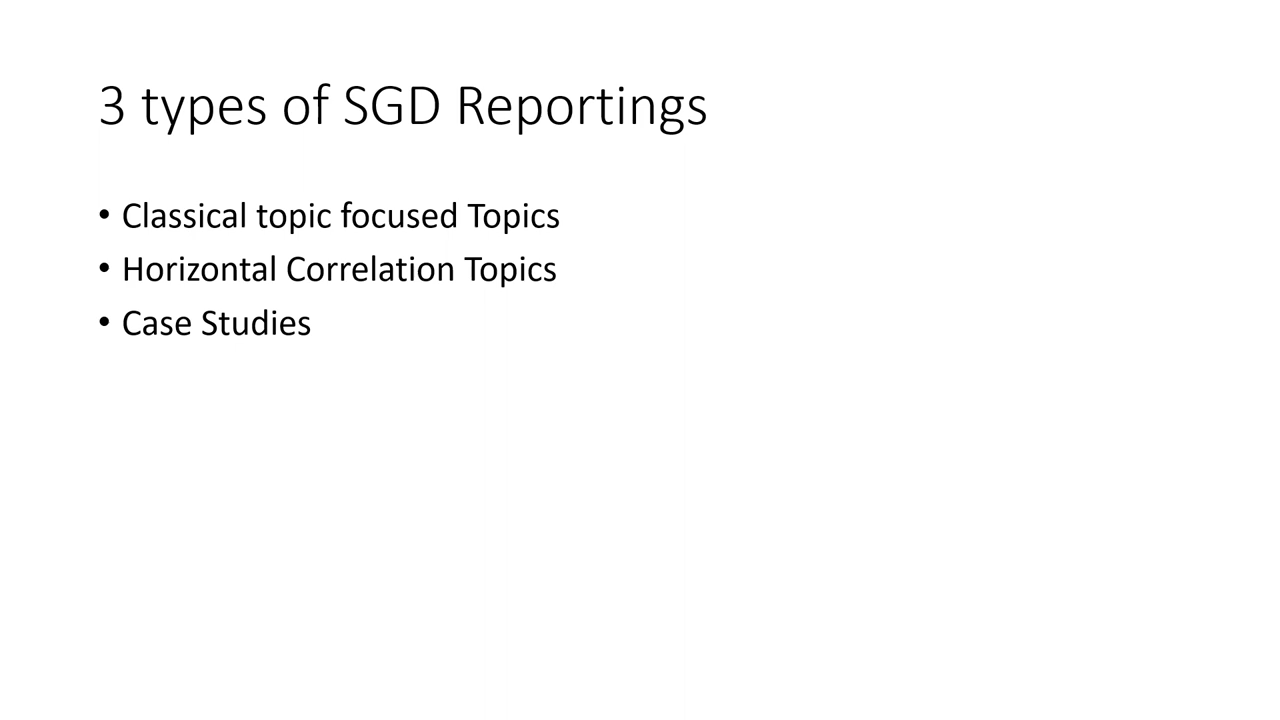 3 types of SGD Reportings
• Classical topic focused Topics
• Horizontal Correlation Topics
• Case Studies